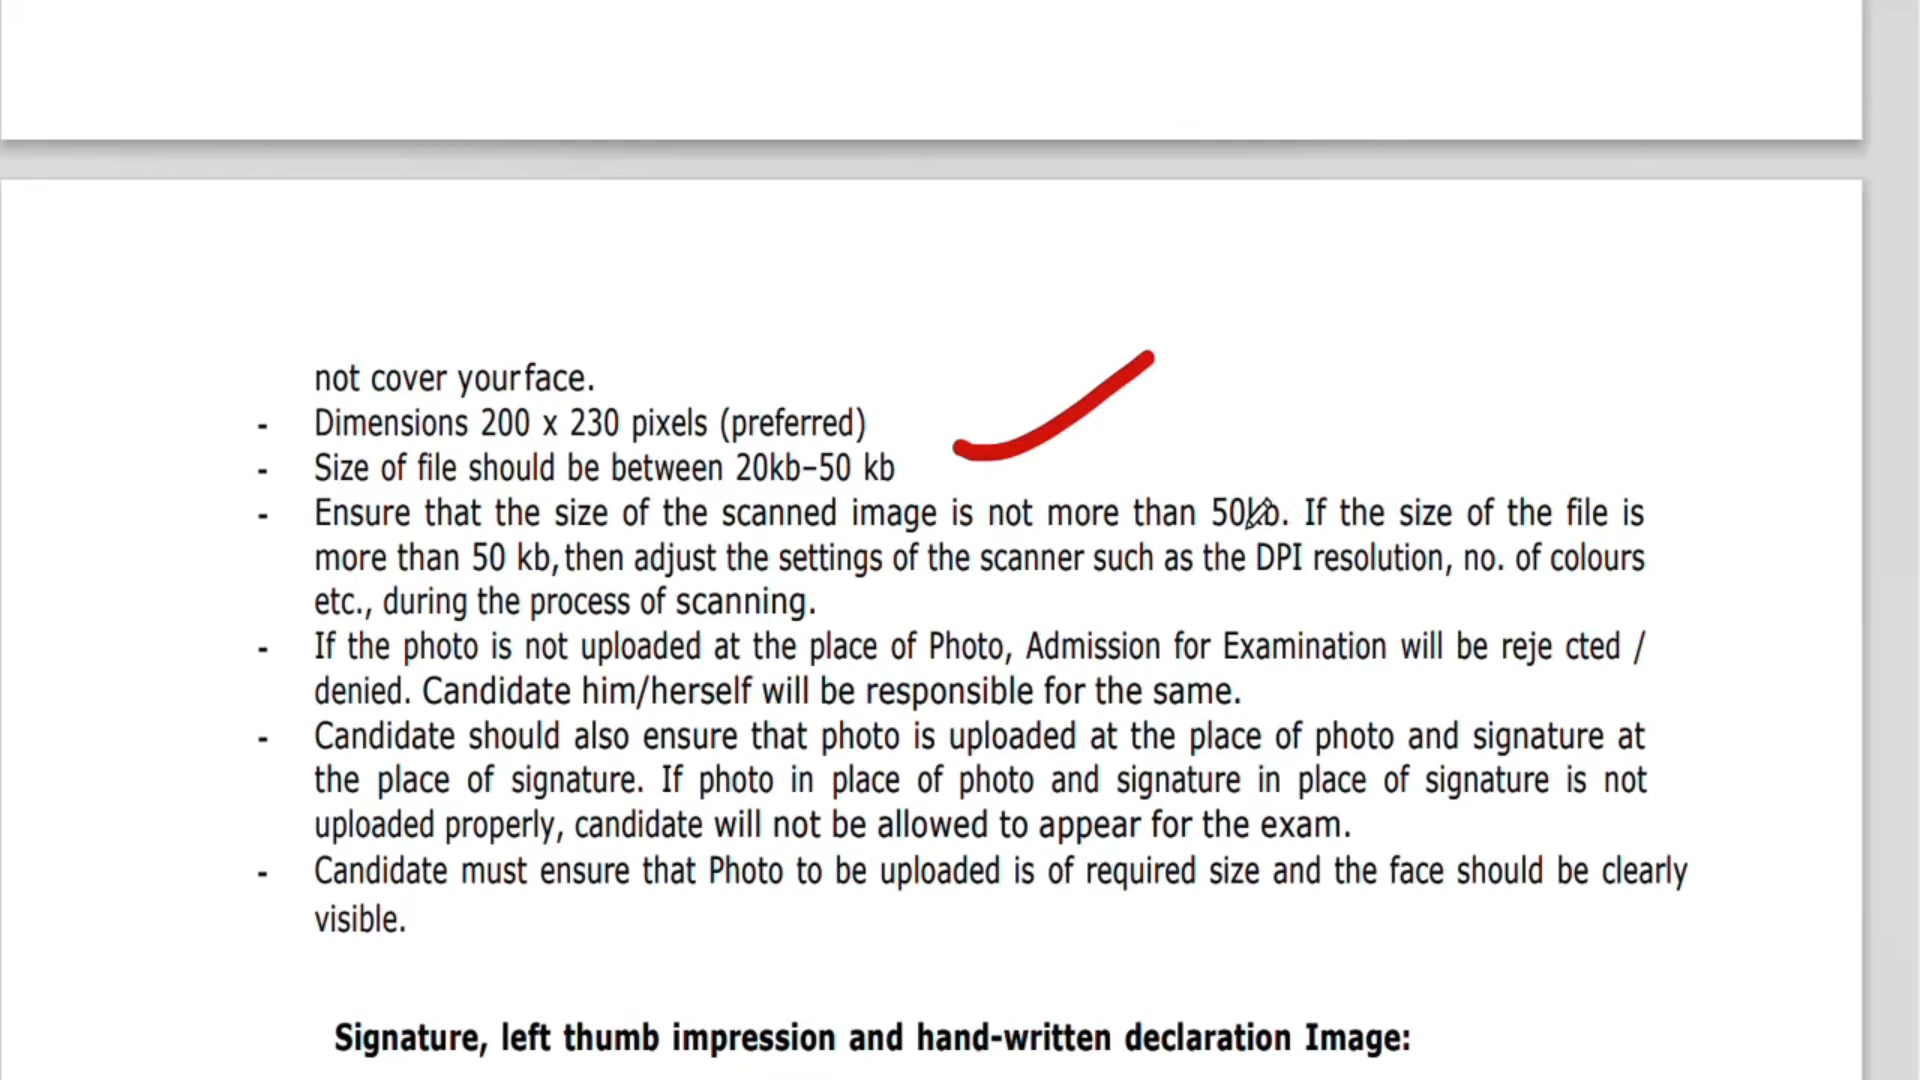 not cover your face.
- Dimensions 200 x 230 pixels (preferred)
- Size of file should be between 20kb–50 kb
- Ensure that the size of the scanned image is not more than 50kb. If the size of the file is
more than 50 kb, then adjust the settings of the scanner such as the DPI resolution, no. of colours
etc., during the process of scanning.
- If the photo is not uploaded at the place of Photo, Admission for Examination will be reje cted /
denied. Candidate him/herself will be responsible for the same.
- Candidate should also ensure that photo is uploaded at the place of photo and signature at
the place of signature. If photo in place of photo and signature in place of signature is not
uploaded properly, candidate will not be allowed to appear for the exam.
- Candidate must ensure that Photo to be uploaded is of required size and the face should be clearly
visible.
Signature, left thumb impression and hand-written declaration Image: